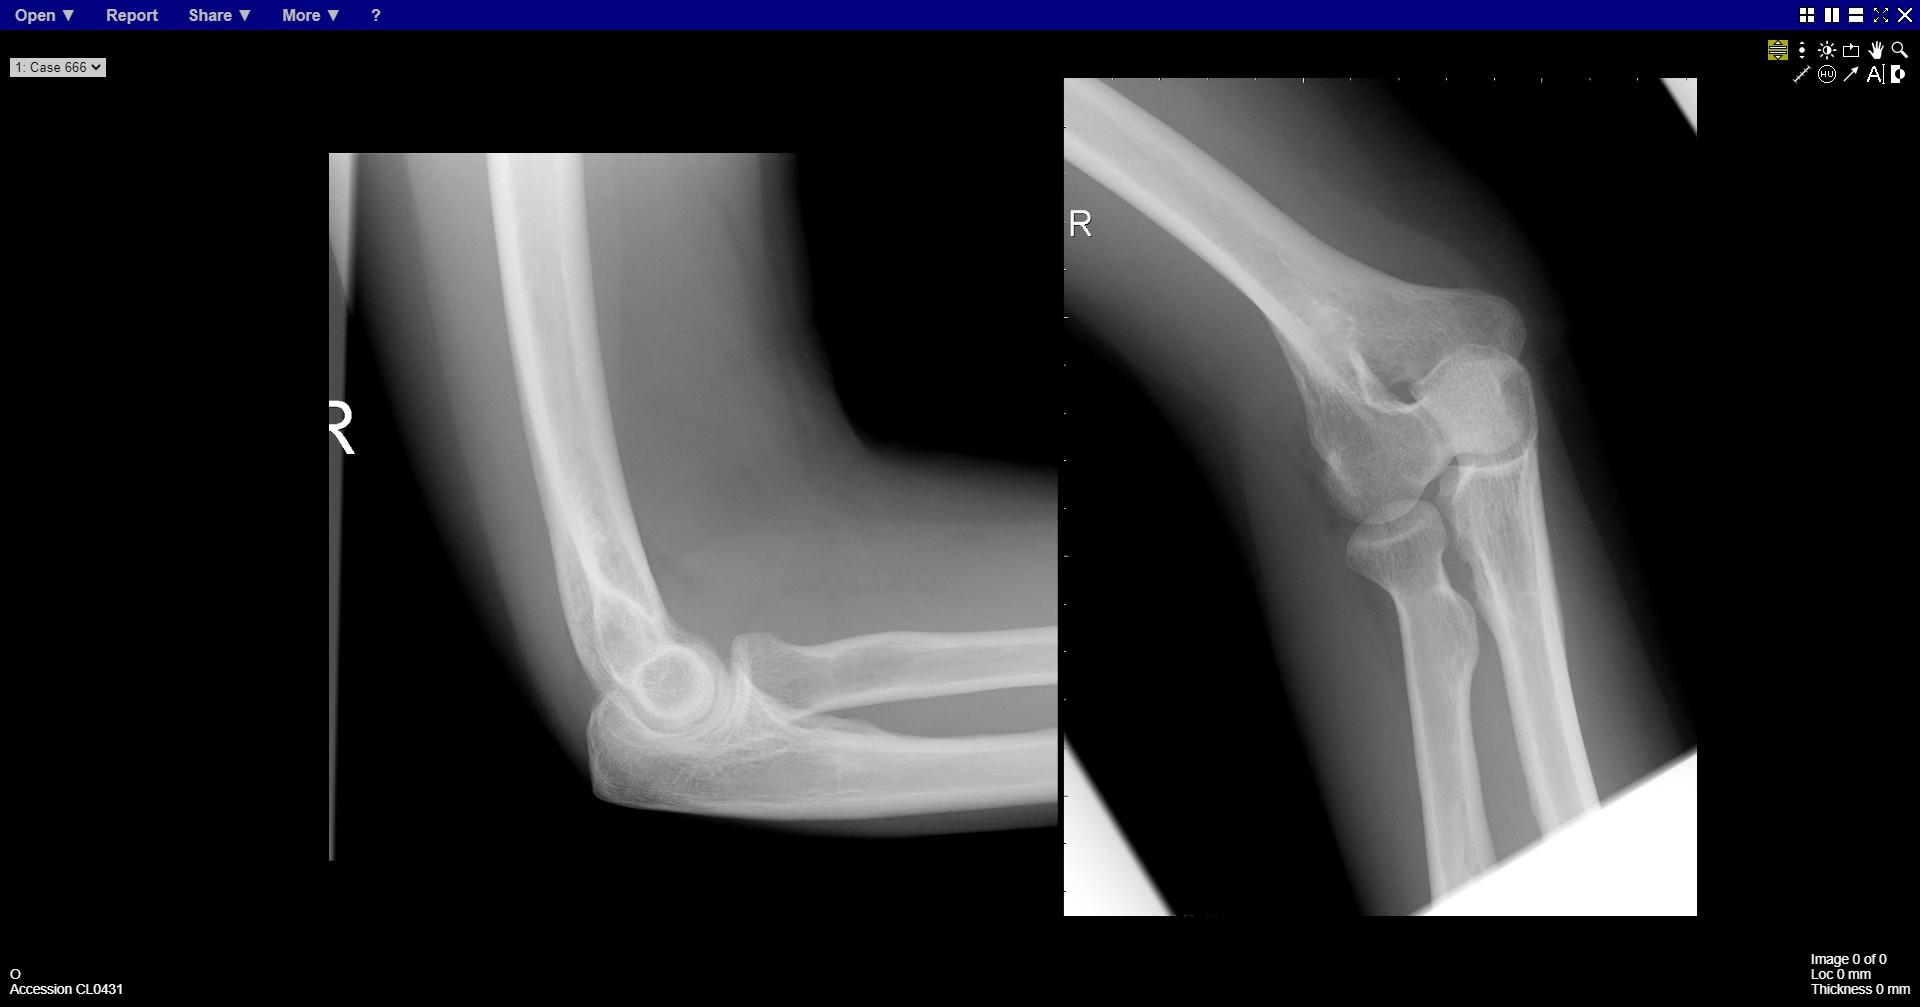 Open ▼ Report Share ▼ More ▼ ?
1: Case 666
HU A
R
R
O
Accession CL0431
Image 0 of 0
Loc 0 mm
Thickness 0 mm